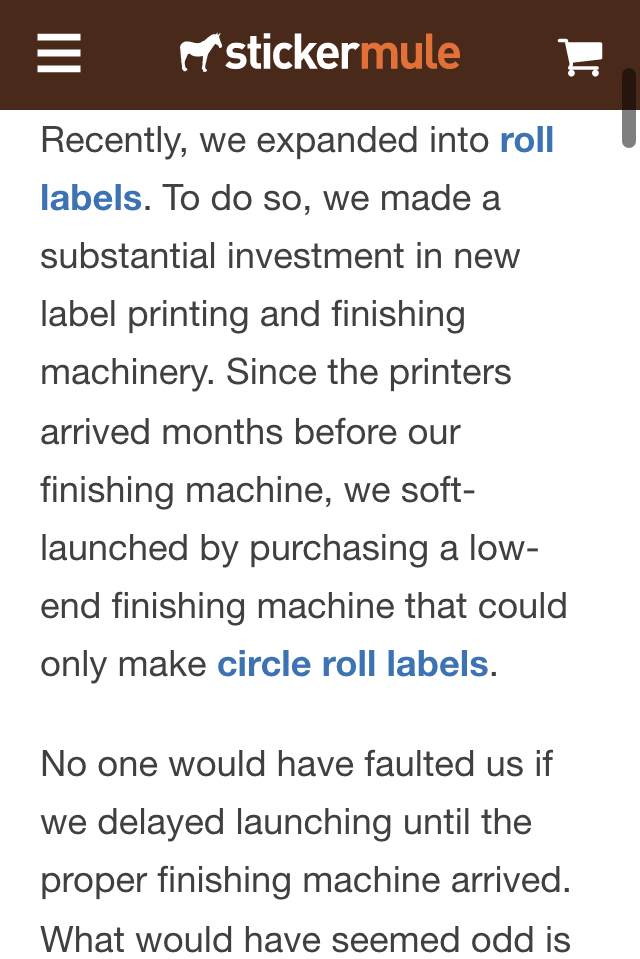 stickermule
Recently, we expanded into roll
labels. To do so, we made a
substantial investment in new
label printing and finishing
machinery. Since the printers
arrived months before our
finishing machine, we soft-
launched by purchasing a low-
end finishing machine that could
only make circle roll labels.
No one would have faulted us if
we delayed launching until the
proper finishing machine arrived.
What would have seemed odd is